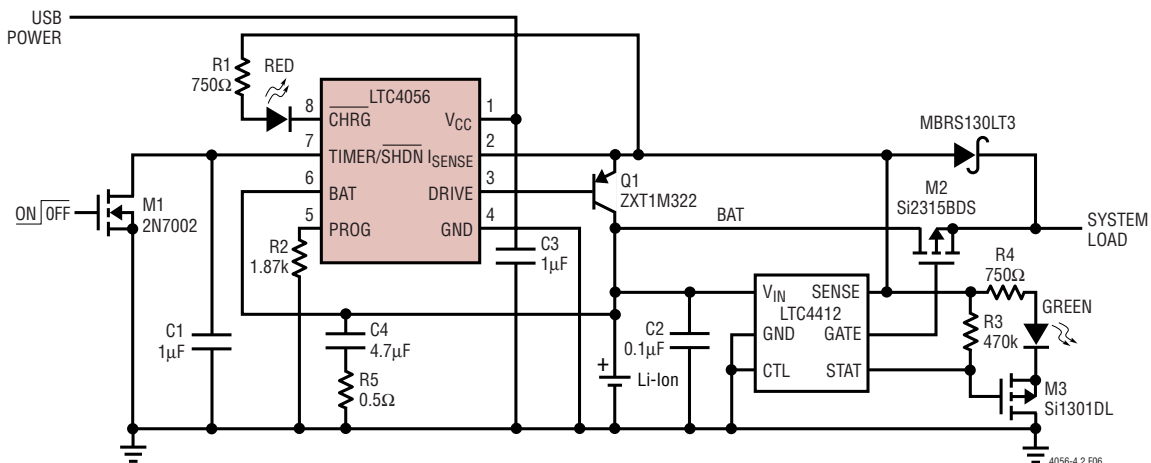 USB
POWER
R1
750Ω
RED
LTC4056
8
CHRG
VCC
1
7
TIMER/SHDN
ISENSE
2
6
BAT
DRIVE
3
5
PROG
GND
4
ON OFF
M1
2N7002
R2
1.87k
C1
1µF
C4
4.7µF
R5
0.5Ω
C3
1µF
Q1
ZXT1M322
BAT
MBRS130LT3
M2
Si2315BDS
SYSTEM
LOAD
C2
0.1µF
+
Li-Ion
VIN
SENSE
LTC4412
GND
GATE
CTL
STAT
R4
750Ω
GREEN
R3
470k
M3
Si1301DL
4056-4.2 F06